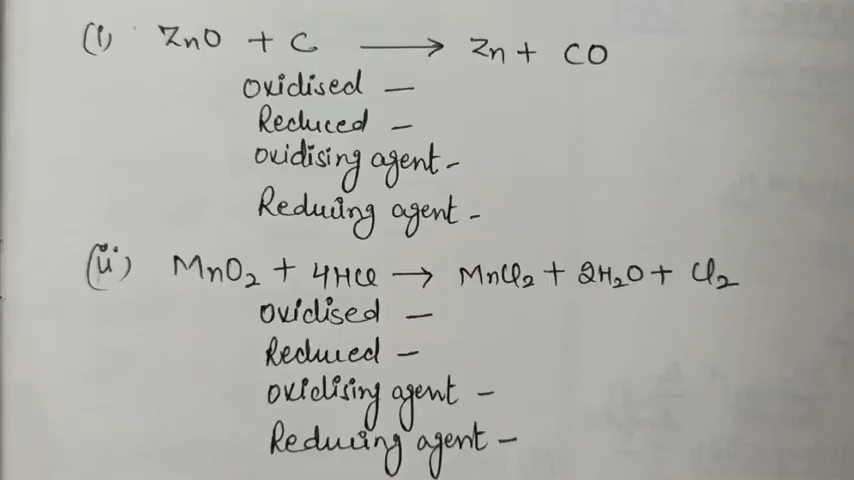 (i) ZnO + C ⟶ Zn + CO
Oxidised —
Reduced —
Oxidising agent -
Reducing agent -
(ii) MnO₂ + 4HCl ⟶ MnCl₂ + 2H₂O + Cl₂
Oxidised —
Reduced —
Oxidising agent —
Reducing agent —